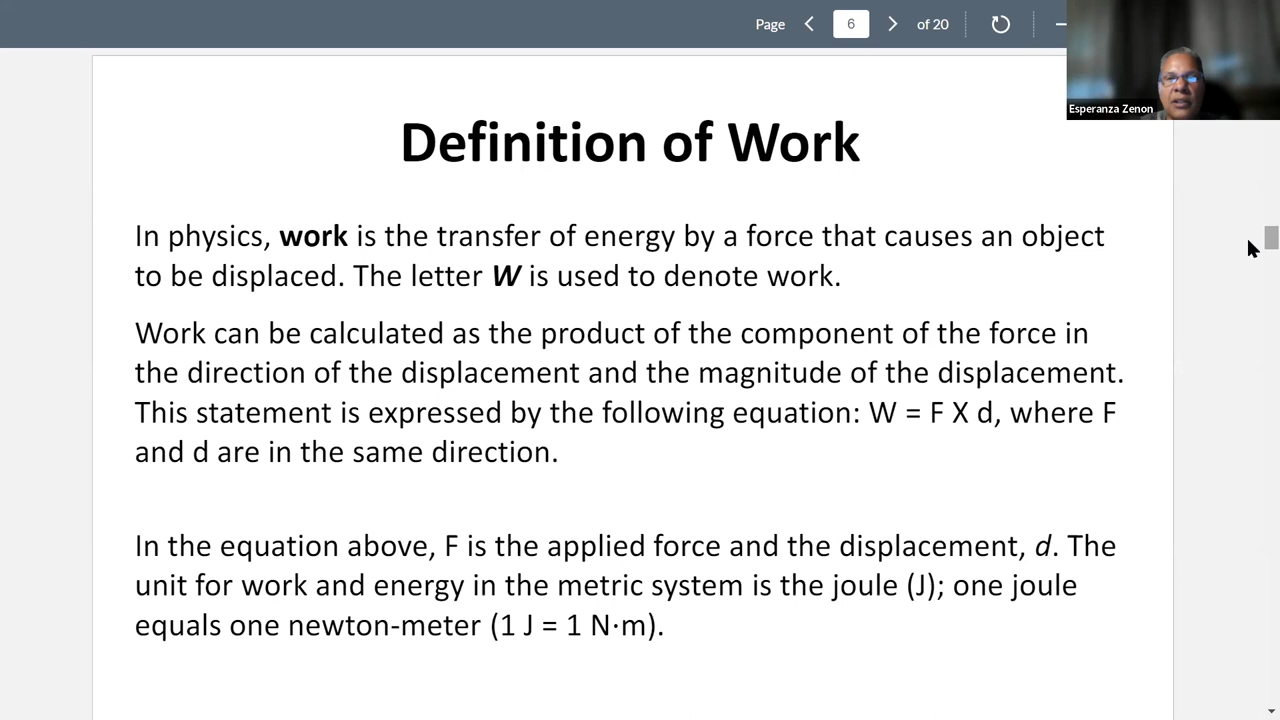 Page 6 of 20
Esperanza Zenon
Definition of Work
In physics, work is the transfer of energy by a force that causes an object
to be displaced. The letter W is used to denote work.
Work can be calculated as the product of the component of the force in
the direction of the displacement and the magnitude of the displacement.
This statement is expressed by the following equation: W = F X d, where F
and d are in the same direction.
In the equation above, F is the applied force and the displacement, d. The
unit for work and energy in the metric system is the joule (J); one joule
equals one newton-meter (1 J = 1 N·m).